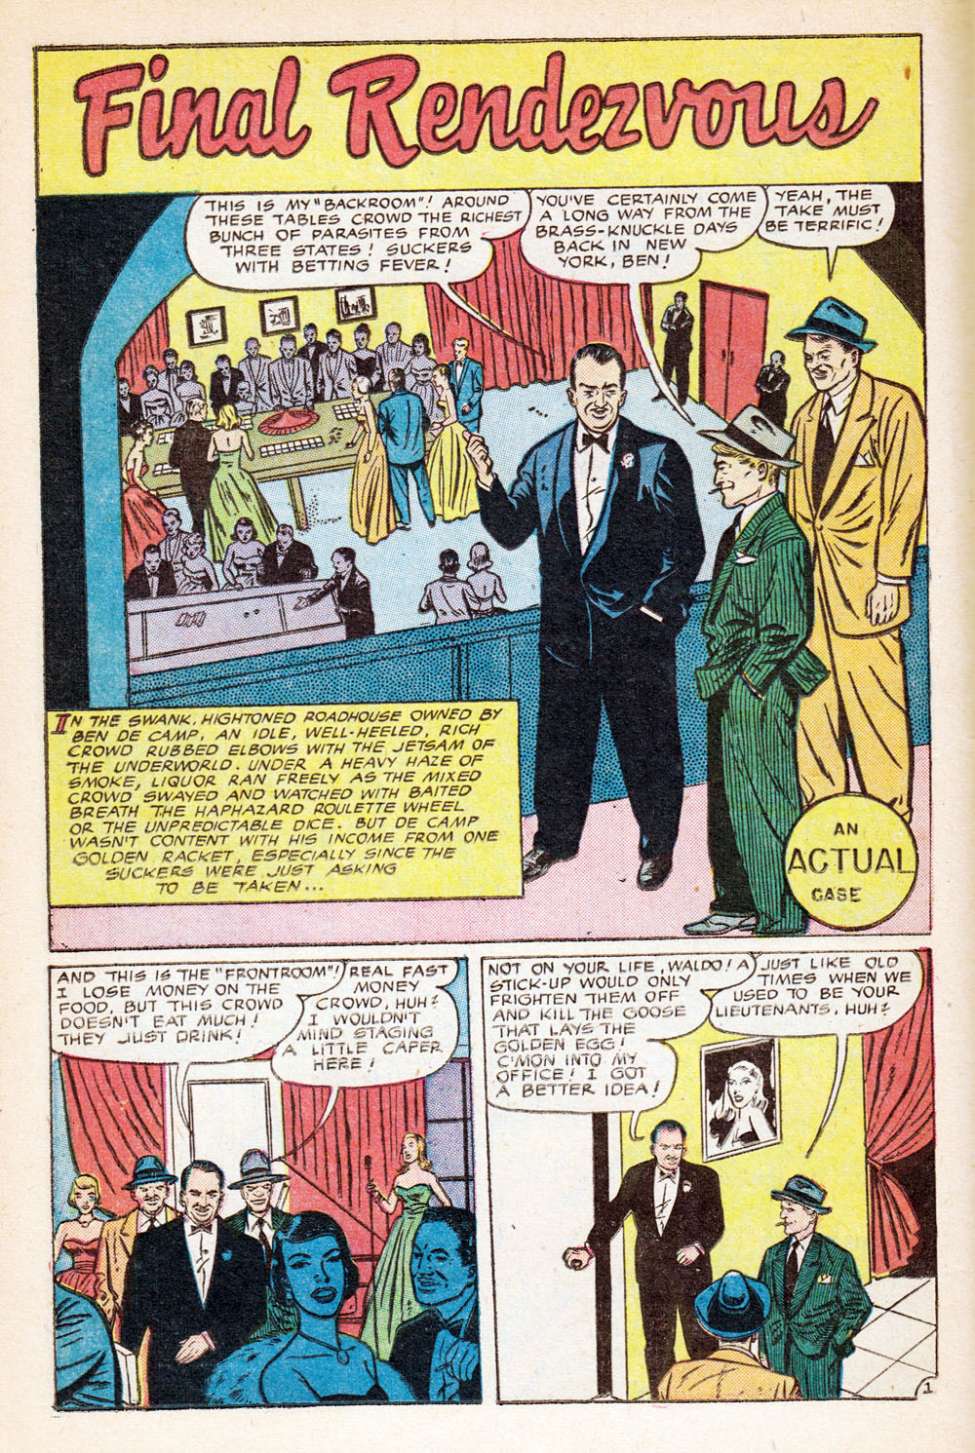 Final Rendezvous
THIS IS MY "BACKROOM"! AROUND
THESE TABLES CROWD THE RICHEST
BUNCH OF PARASITES FROM
THREE STATES! SUCKERS
WITH BETTING FEVER!
YOU'VE CERTAINLY COME
A LONG WAY FROM THE
BRASS-KNUCKLE DAYS
BACK IN NEW
YORK, BEN!
YEAH, THE
TAKE MUST
BE TERRIFIC!
IN THE SWANK, HIGHTONED ROADHOUSE OWNED BY
BEN DE CAMP, AN IDLE, WELL-HEELED, RICH
CROWD RUBBED ELBOWS WITH THE JETSAM OF
THE UNDERWORLD. UNDER A HEAVY HAZE OF
SMOKE, LIQUOR RAN FREELY AS THE MIXED
CROWD SWAYED AND WATCHED WITH BAITED
BREATH THE HAPHAZARD ROULETTE WHEEL
OR THE UNPREDICTABLE DICE. BUT DE CAMP
WASN'T CONTENT WITH HIS INCOME FROM ONE
GOLDEN RACKET, ESPECIALLY SINCE THE
SUCKERS WERE JUST ASKING
TO BE TAKEN...
AN
ACTUAL
CASE
AND THIS IS THE "FRONTROOM"!
I LOSE MONEY ON THE
FOOD, BUT THIS CROWD
DOESN'T EAT MUCH!
THEY JUST DRINK!
REAL FAST
MONEY
CROWD, HUH?
I WOULDN'T
MIND STAGING
A LITTLE CAPER
HERE!
NOT ON YOUR LIFE, WALDO! A
STICK-UP WOULD ONLY
FRIGHTEN THEM OFF
AND KILL THE GOOSE
THAT LAYS THE
GOLDEN EGG!
C'MON INTO MY
OFFICE! I GOT
A BETTER IDEA!
JUST LIKE OLD
TIMES WHEN WE
USED TO BE YOUR
LIEUTENANTS, HUH?
1